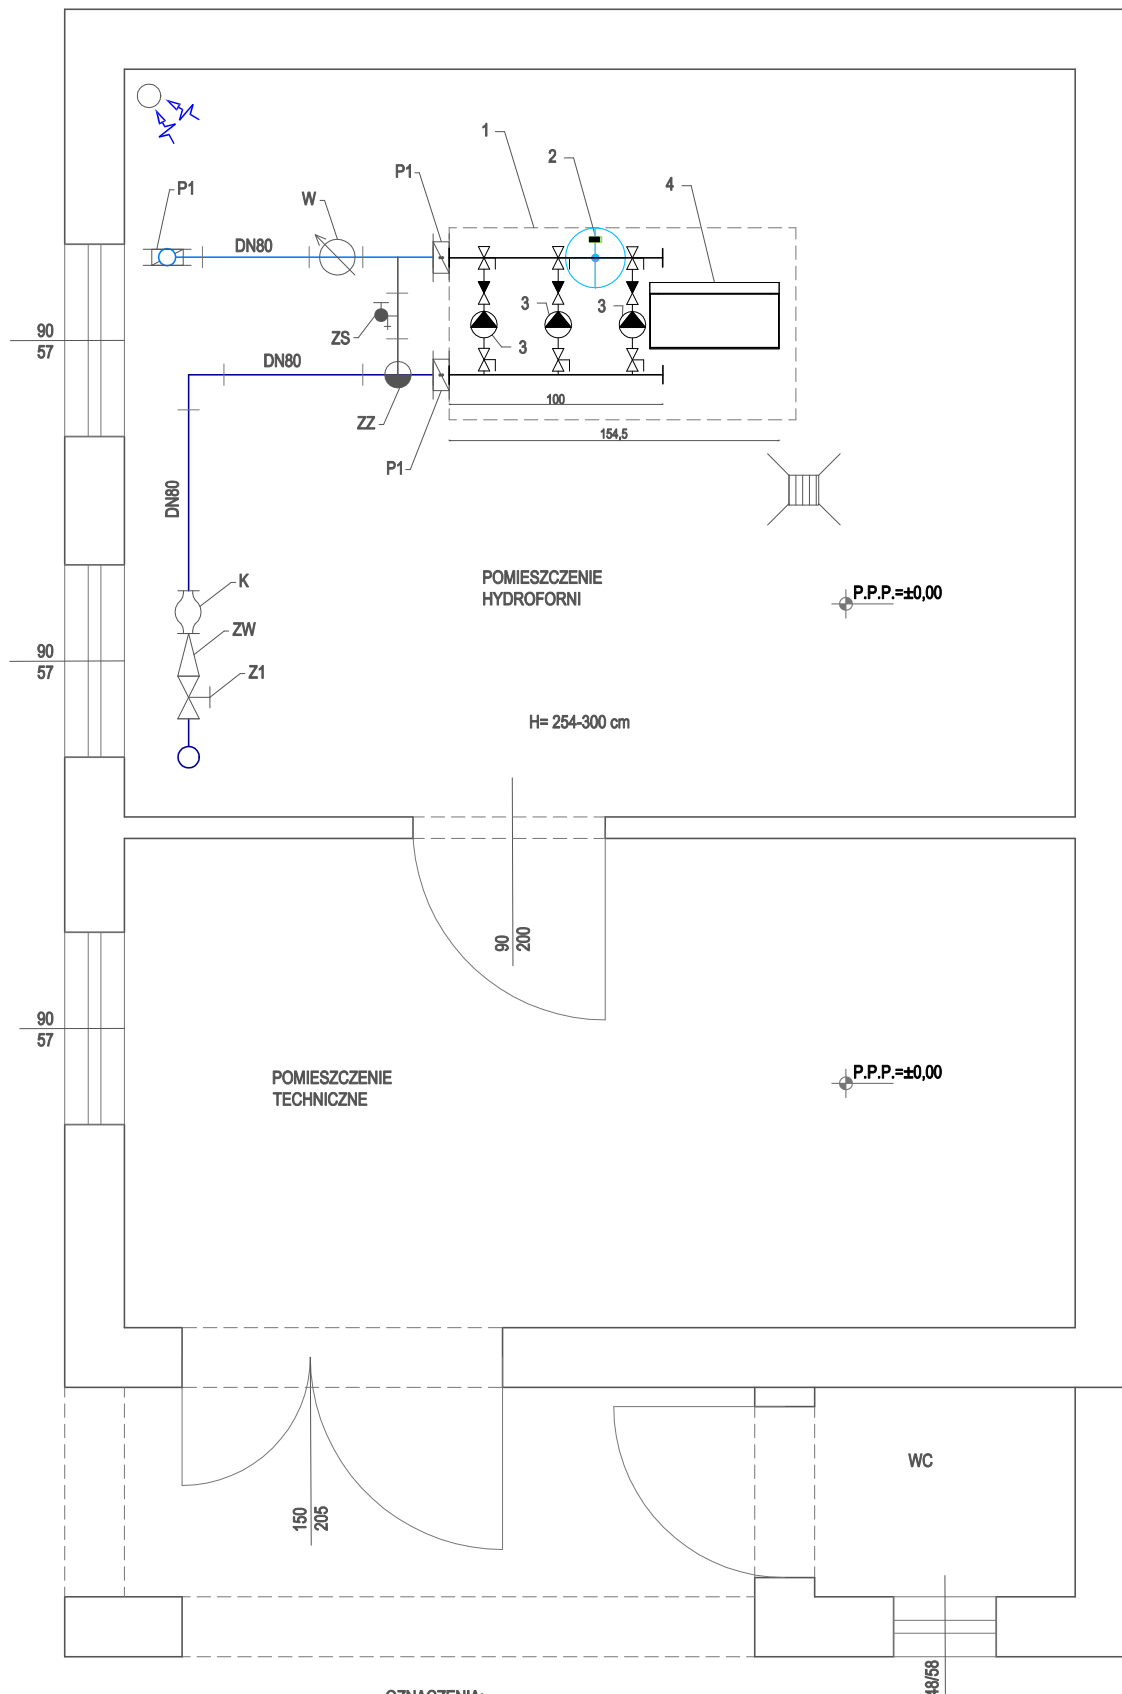 1
2
P1
4
P1
W
DN80
3
3
ZS
3
90
57
DN80
100
ZZ
154,5
P1
DN80
POMIESZCZENIE
HYDROFORNI
K
P.P.P.=±0,00
ZW
90
57
Z1
H= 254-300 cm
90
200
90
57
POMIESZCZENIE
TECHNICZNE
P.P.P.=±0,00
WC
150
205
48/58
OZNACZENIA: